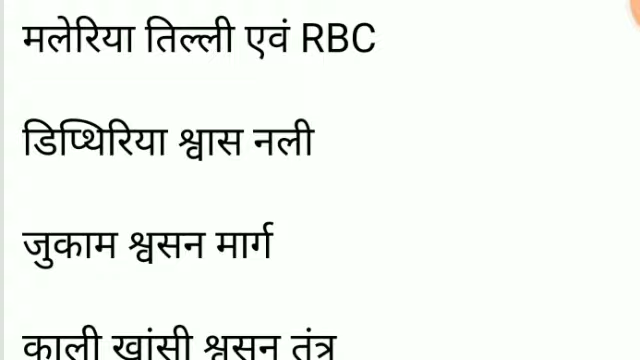 मलेरिया तिल्ली एवं RBC
डिप्थिरिया श्वास नली
जुकाम श्वसन मार्ग
काली खांसी श्वसन तंत्र